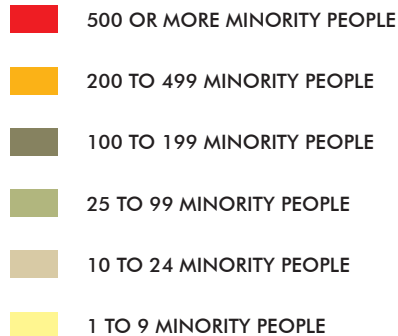 500 OR MORE MINORITY PEOPLE
200 TO 499 MINORITY PEOPLE
100 TO 199 MINORITY PEOPLE
25 TO 99 MINORITY PEOPLE
10 TO 24 MINORITY PEOPLE
1 TO 9 MINORITY PEOPLE